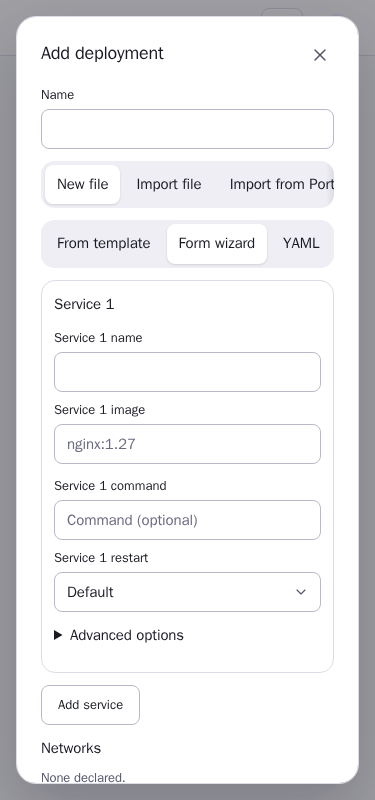 Add deployment
Name
New file Import file Import from Port
From template Form wizard YAML
Service 1
Service 1 name
Service 1 image
nginx:1.27
Service 1 command
Command (optional)
Service 1 restart
Default
Advanced options
Add service
Networks
None declared.